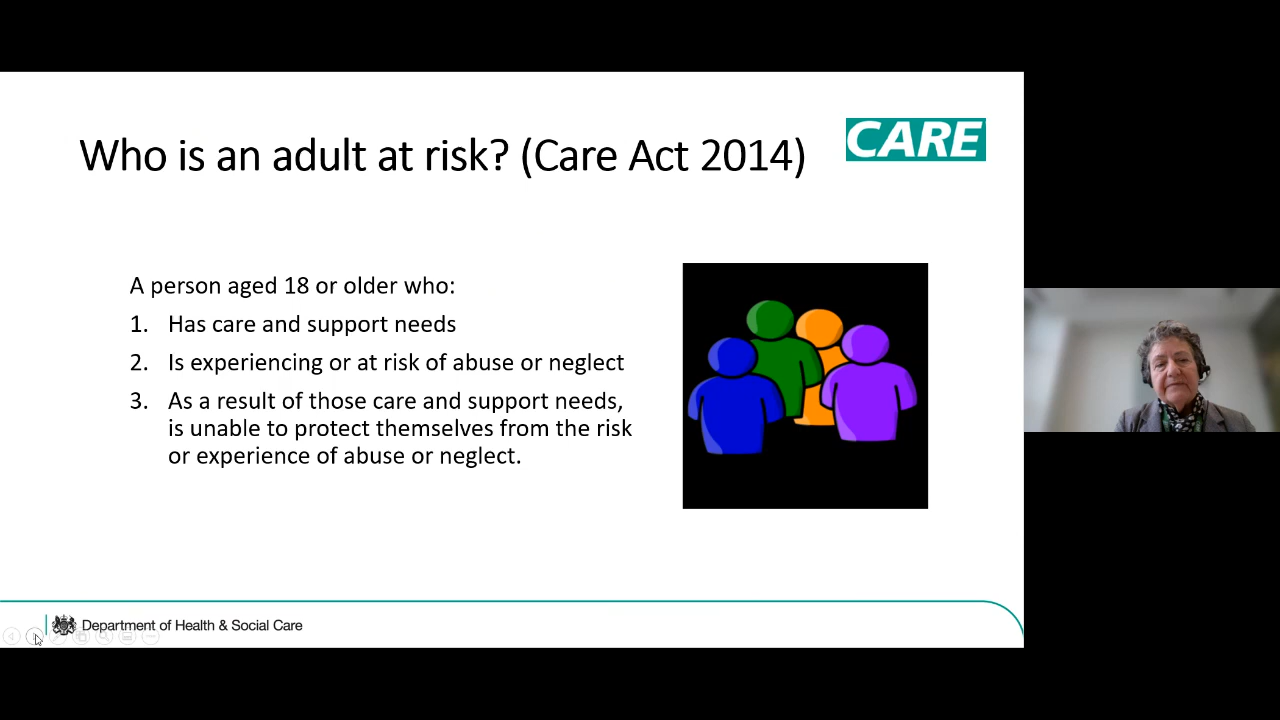 Who is an adult at risk? (Care Act 2014)
CARE
A person aged 18 or older who:
1. Has care and support needs
2. Is experiencing or at risk of abuse or neglect
3. As a result of those care and support needs,
is unable to protect themselves from the risk
or experience of abuse or neglect.
Department of Health & Social Care